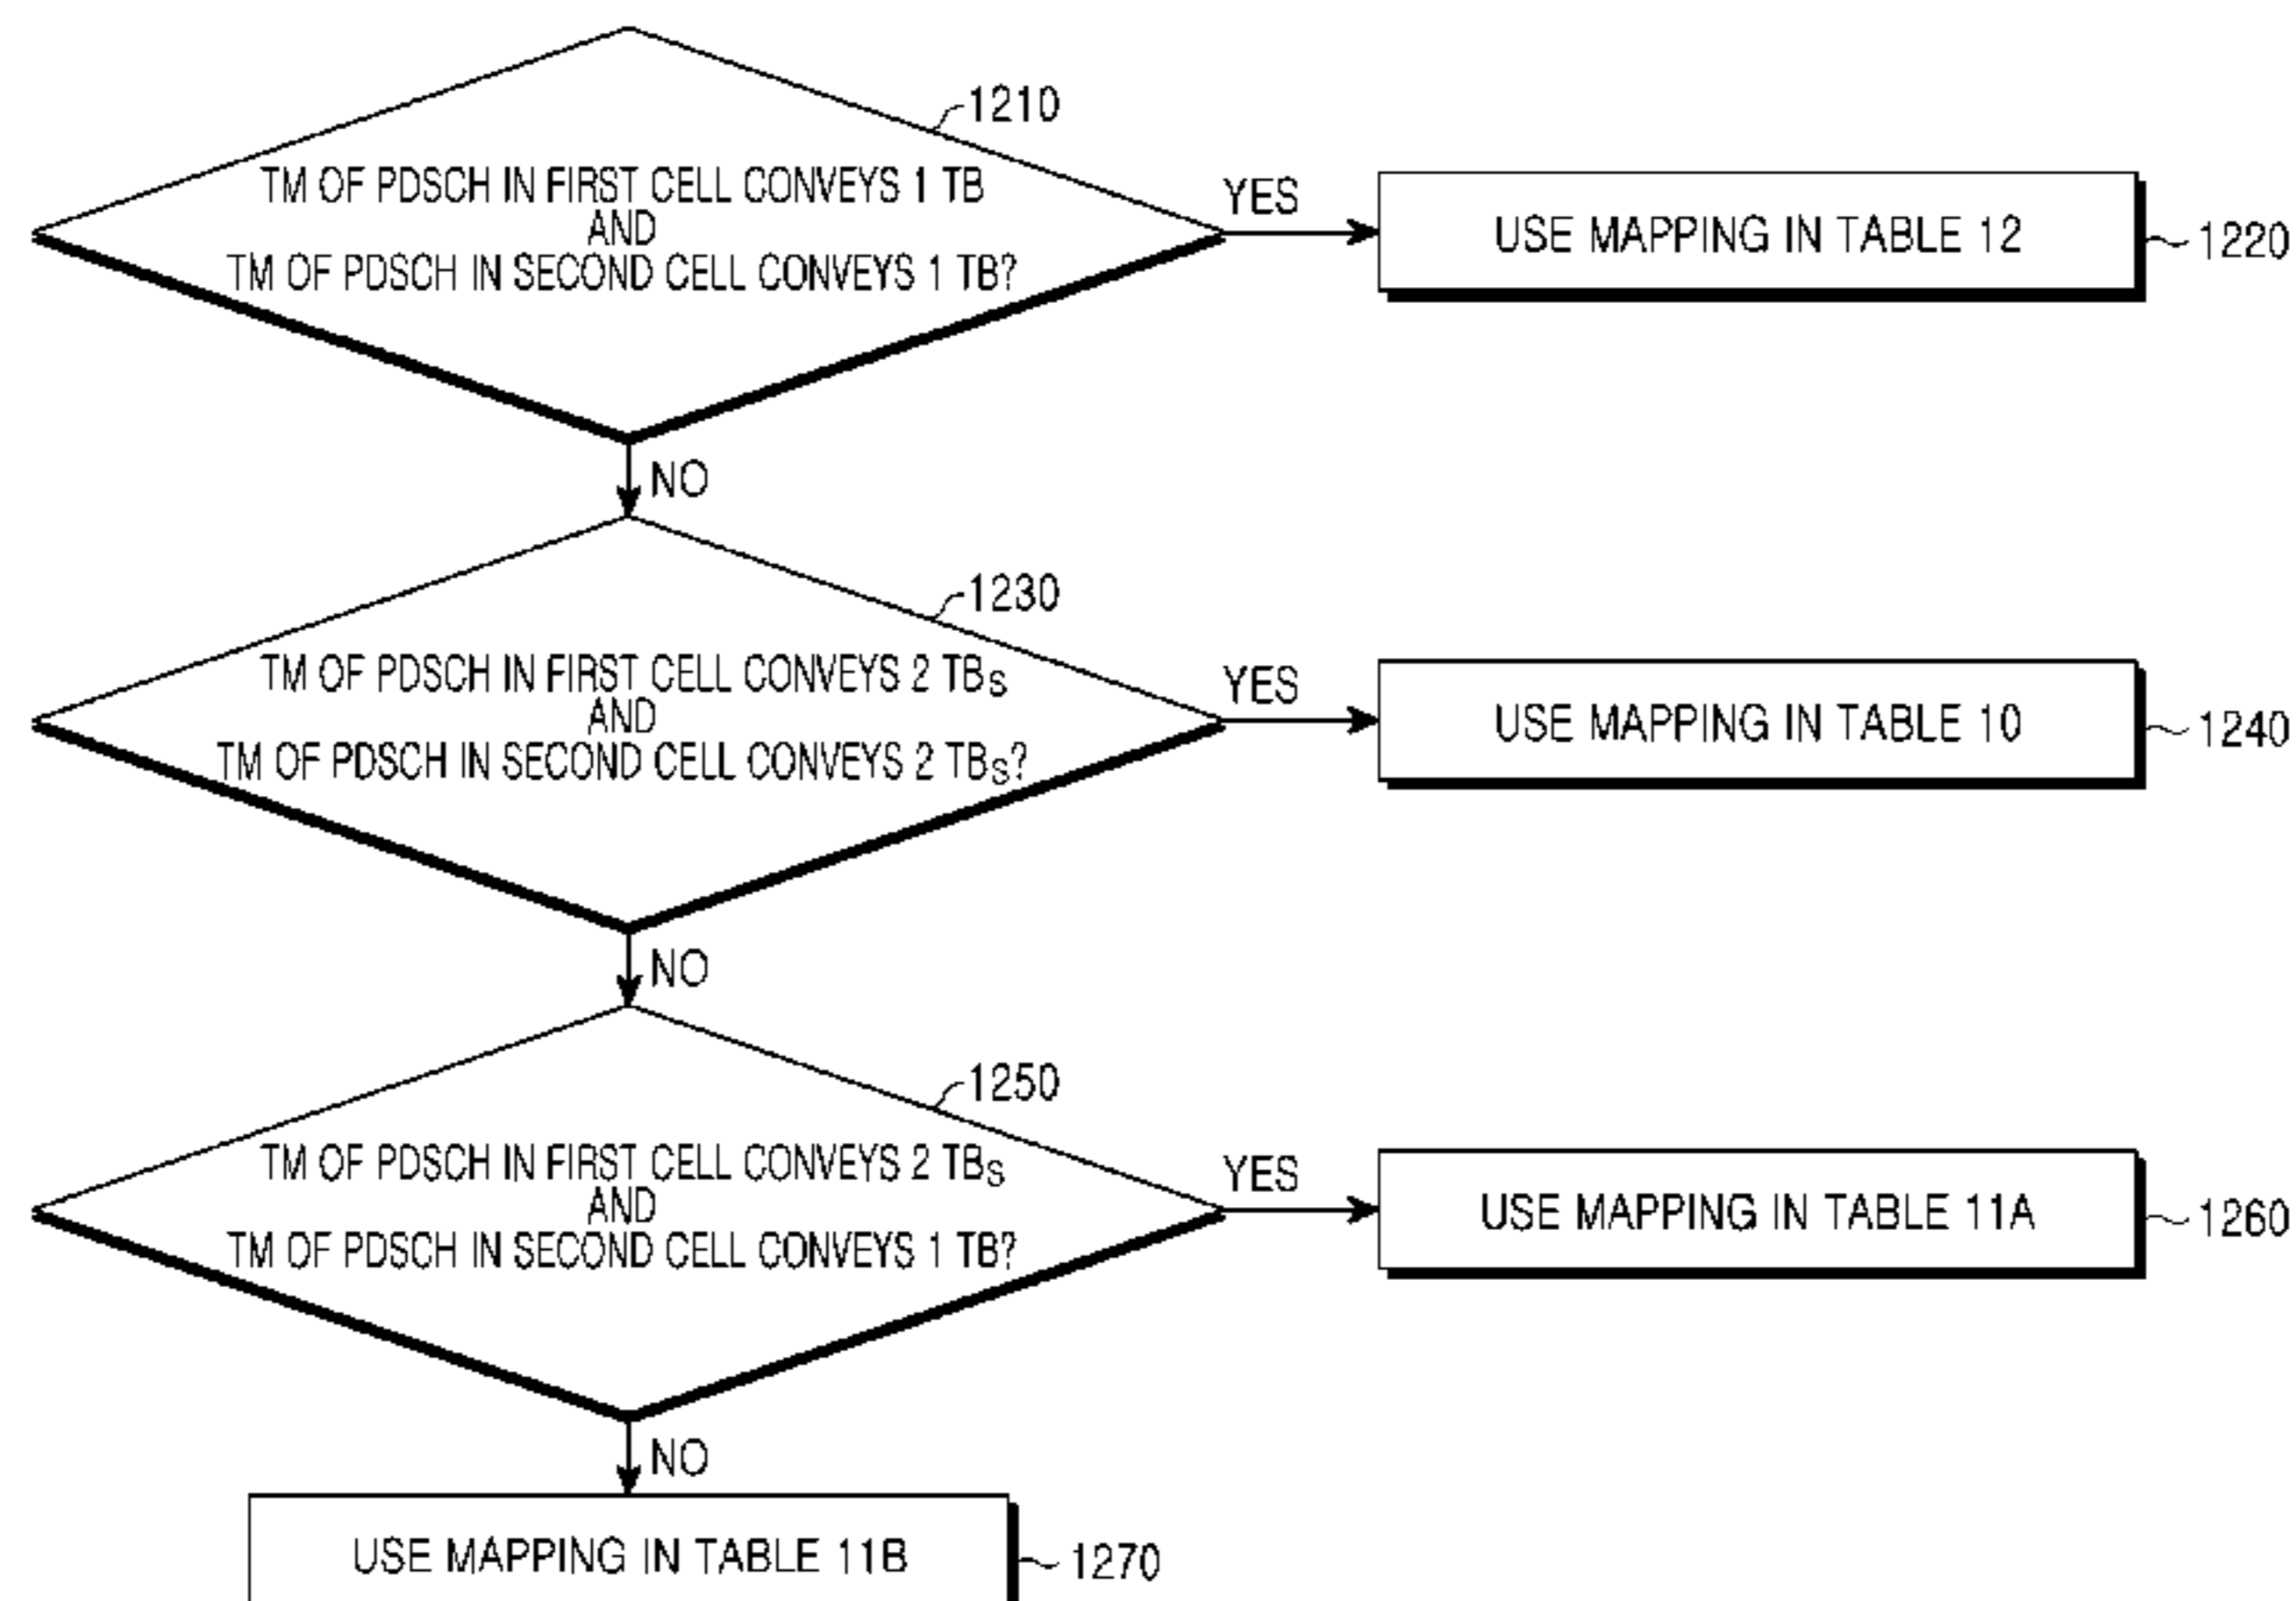 1210
TM OF PDSCH IN FIRST CELL CONVEYS 1 TB
AND
TM OF PDSCH IN SECOND CELL CONVEYS 1 TB?
YES
USE MAPPING IN TABLE 12
1220
NO
1230
TM OF PDSCH IN FIRST CELL CONVEYS 2 TBS
AND
TM OF PDSCH IN SECOND CELL CONVEYS 2 TBS?
YES
USE MAPPING IN TABLE 10
1240
NO
1250
TM OF PDSCH IN FIRST CELL CONVEYS 2 TBS
AND
TM OF PDSCH IN SECOND CELL CONVEYS 1 TB?
YES
USE MAPPING IN TABLE 11A
1260
NO
USE MAPPING IN TABLE 11B
1270